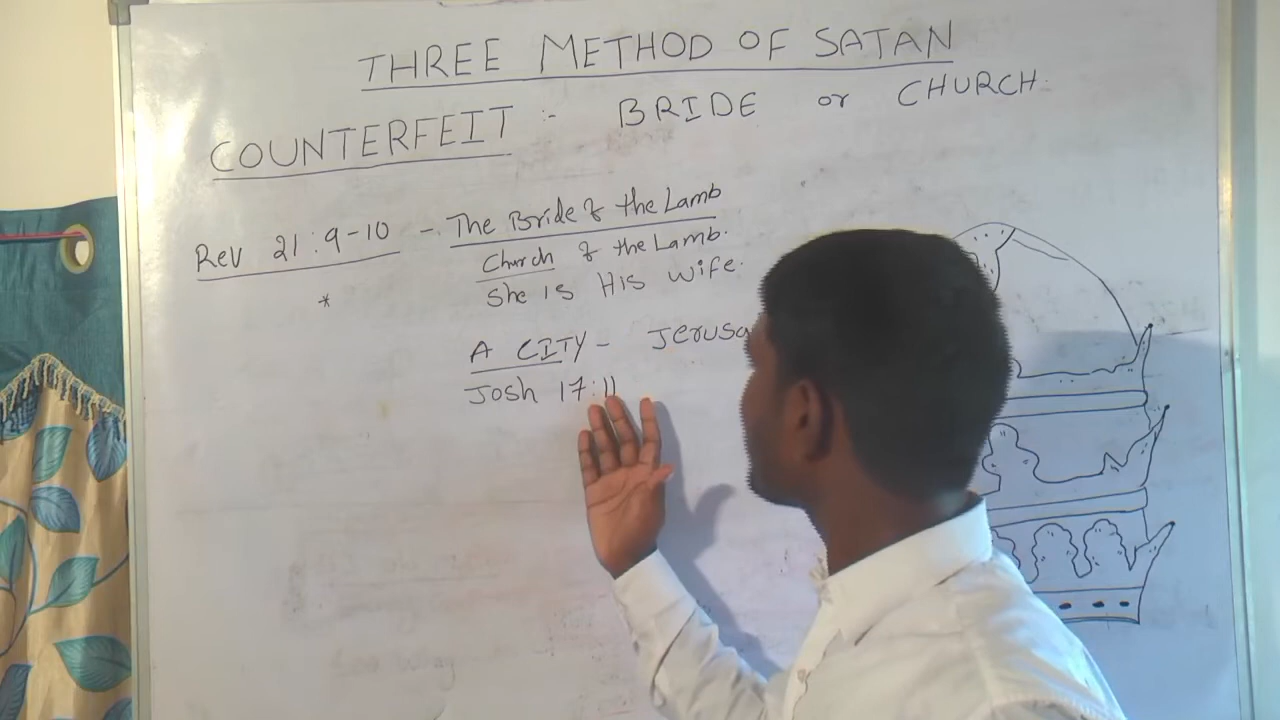 THREE METHOD OF SATAN
COUNTERFEIT :- BRIDE or CHURCH.
Rev 21:9-10 - The Bride of the Lamb
Church of the Lamb.
*
She is His wife.
A CITY -
Josh 17:11